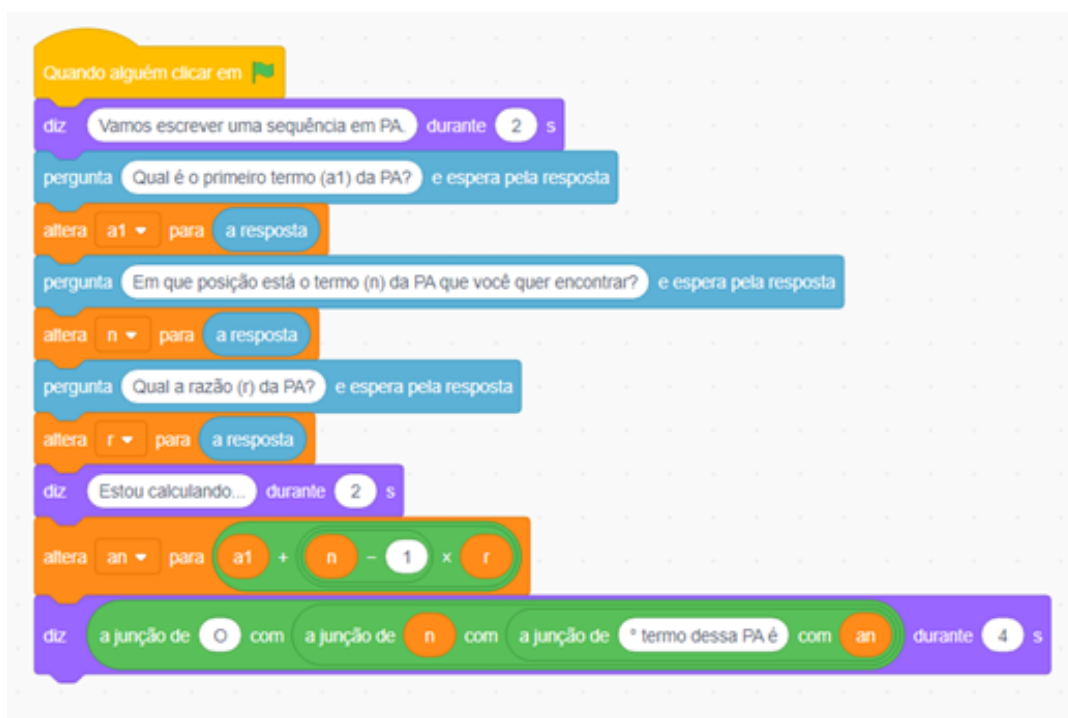 Quando alguém clicar em
diz Vamos escrever uma sequência em PA. durante 2 s
pergunta Qual é o primeiro termo (a1) da PA? e espera pela resposta
altera a1 para a resposta
pergunta Em que posição está o termo (n) da PA que você quer encontrar? e espera pela resposta
altera n para a resposta
pergunta Qual a razão (r) da PA? e espera pela resposta
altera r para a resposta
diz Estou calculando... durante 2 s
altera an para a1 + n - 1 × r
diz a junção de O com a junção de n com a junção de ° termo dessa PA é com an durante 4 s